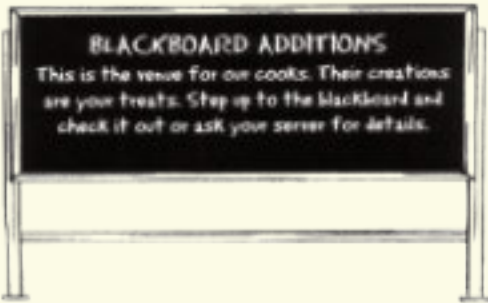 BLACKBOARD ADDITIONS
This is the venue for our cooks. Their creations
are your treats. Step up to the blackboard and
check it out or ask your server for details.